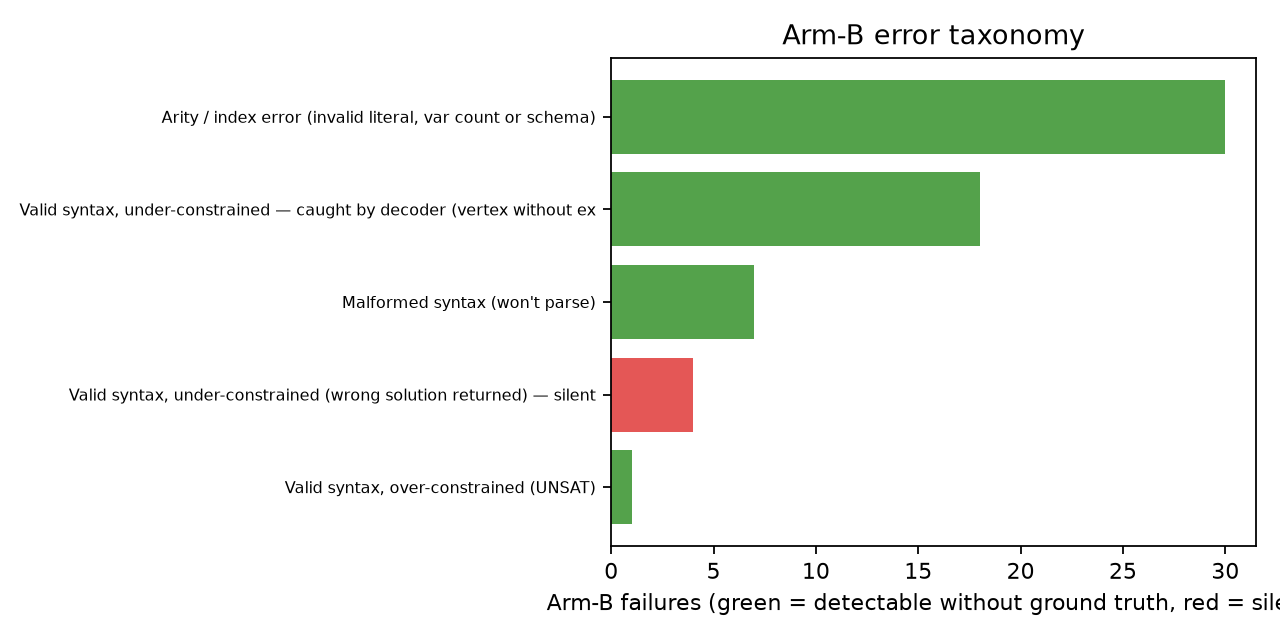 Arm-B error taxonomy
Arity / index error (invalid literal, var count or schema)
Valid syntax, under-constrained — caught by decoder (vertex without ex
Malformed syntax (won't parse)
Valid syntax, under-constrained (wrong solution returned) — silent
Valid syntax, over-constrained (UNSAT)
0 5 10 15 20 25 30
Arm-B failures (green = detectable without ground truth, red = sile